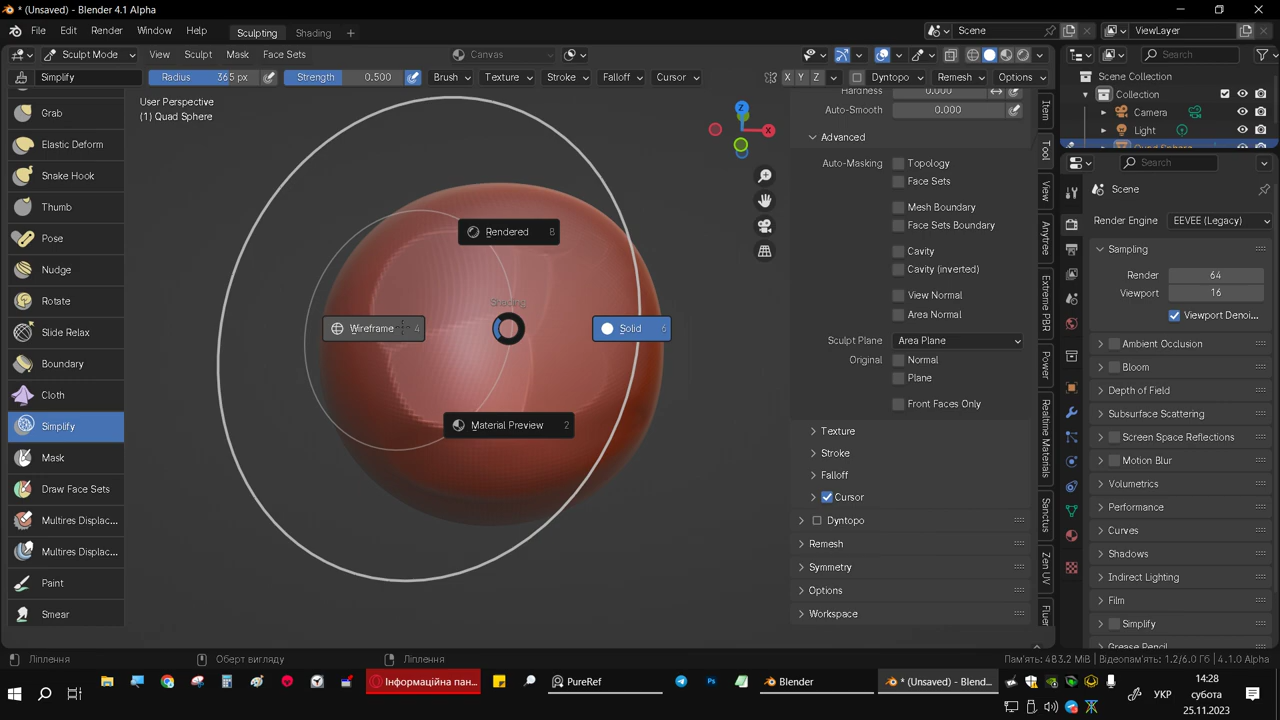 * (Unsaved) - Blender 4.1 Alpha
File Edit Render Window Help Sculpting Shading Scene ViewLayer
Sculpt Mode View Sculpt Mask Face Sets Canvas Search
Simplify Radius 365 px Strength 0.500 Brush Texture Stroke Falloff Cursor X Y Z Dyntopo Remesh Options
User Perspective
(1) Quad Sphere
Grab
Elastic Deform
Snake Hook
Thumb
Pose
Nudge
Rotate
Slide Relax
Boundary
Cloth
Simplify
Mask
Draw Face Sets
Multires Displac...
Multires Displac...
Paint
Smear
Rendered 8
Shading
Wireframe 4
Solid 6
Material Preview 2
Z
X
Hardness 0.000
Auto-Smooth 0.000
Advanced
Auto-Masking Topology
Face Sets
Mesh Boundary
Face Sets Boundary
Cavity
Cavity (inverted)
View Normal
Area Normal
Sculpt Plane Area Plane
Original Normal
Plane
Front Faces Only
Texture
Stroke
Falloff
Cursor
Dyntopo
Remesh
Symmetry
Options
Workspace
Item
Tool
View
Anytree
Extreme PBR
Power
Realtime Materials
Sanctus
Zen UV
Fluer
Scene Collection
Collection
Camera
Light
Quad Sphere
Search
Scene
Render Engine EEVEE (Legacy)
Sampling
Render 64
Viewport 16
Viewport Denoi...
Ambient Occlusion
Bloom
Depth of Field
Subsurface Scattering
Screen Space Reflections
Motion Blur
Volumetrics
Performance
Curves
Shadows
Indirect Lighting
Film
Simplify
Grease Pencil
Ліплення Оберт вигляду Ліплення Пам'ять: 483.2 MiB | Відеопам'ять: 1.2/6.0 Гб | 4.1.0 Alpha
Інформаційна пан... PureRef Blender * (Unsaved) - Blend...
УКР
14:28
субота
25.11.2023